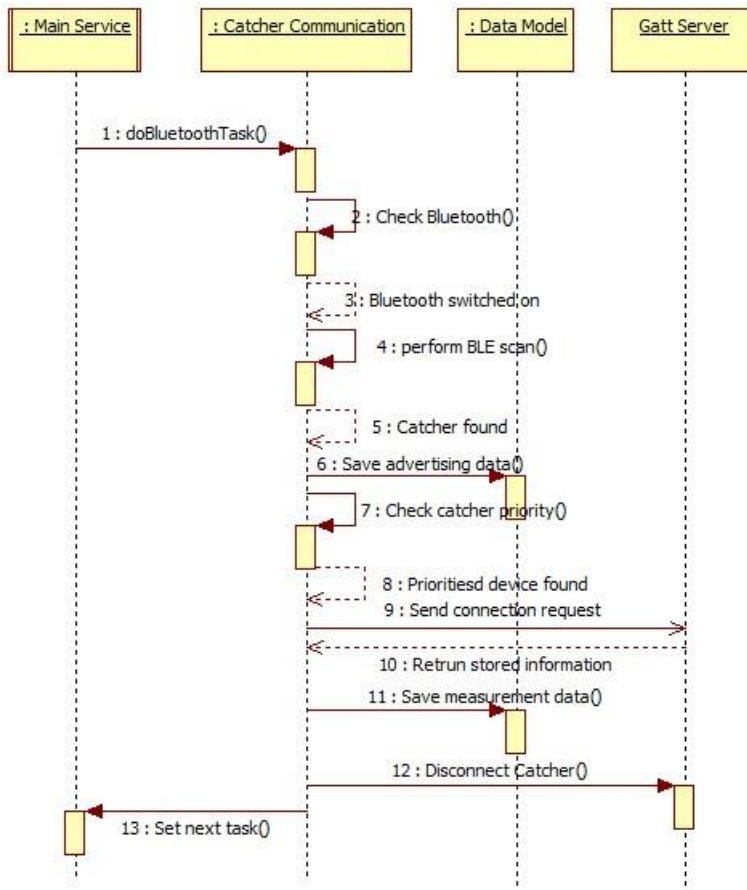 : Main Service
: Catcher Communication
: Data Model
Gatt Server
1 : doBluetoothTask()
2 : Check Bluetooth()
3 : Bluetooth switched on
4 : perform BLE scan()
5 : Catcher found
6 : Save advertising data()
7 : Check catcher priority()
8 : Prioritiesd device found
9 : Send connection request
10 : Retrun stored information
11 : Save measurement data()
12 : Disconnect Catcher()
13 : Set next task()